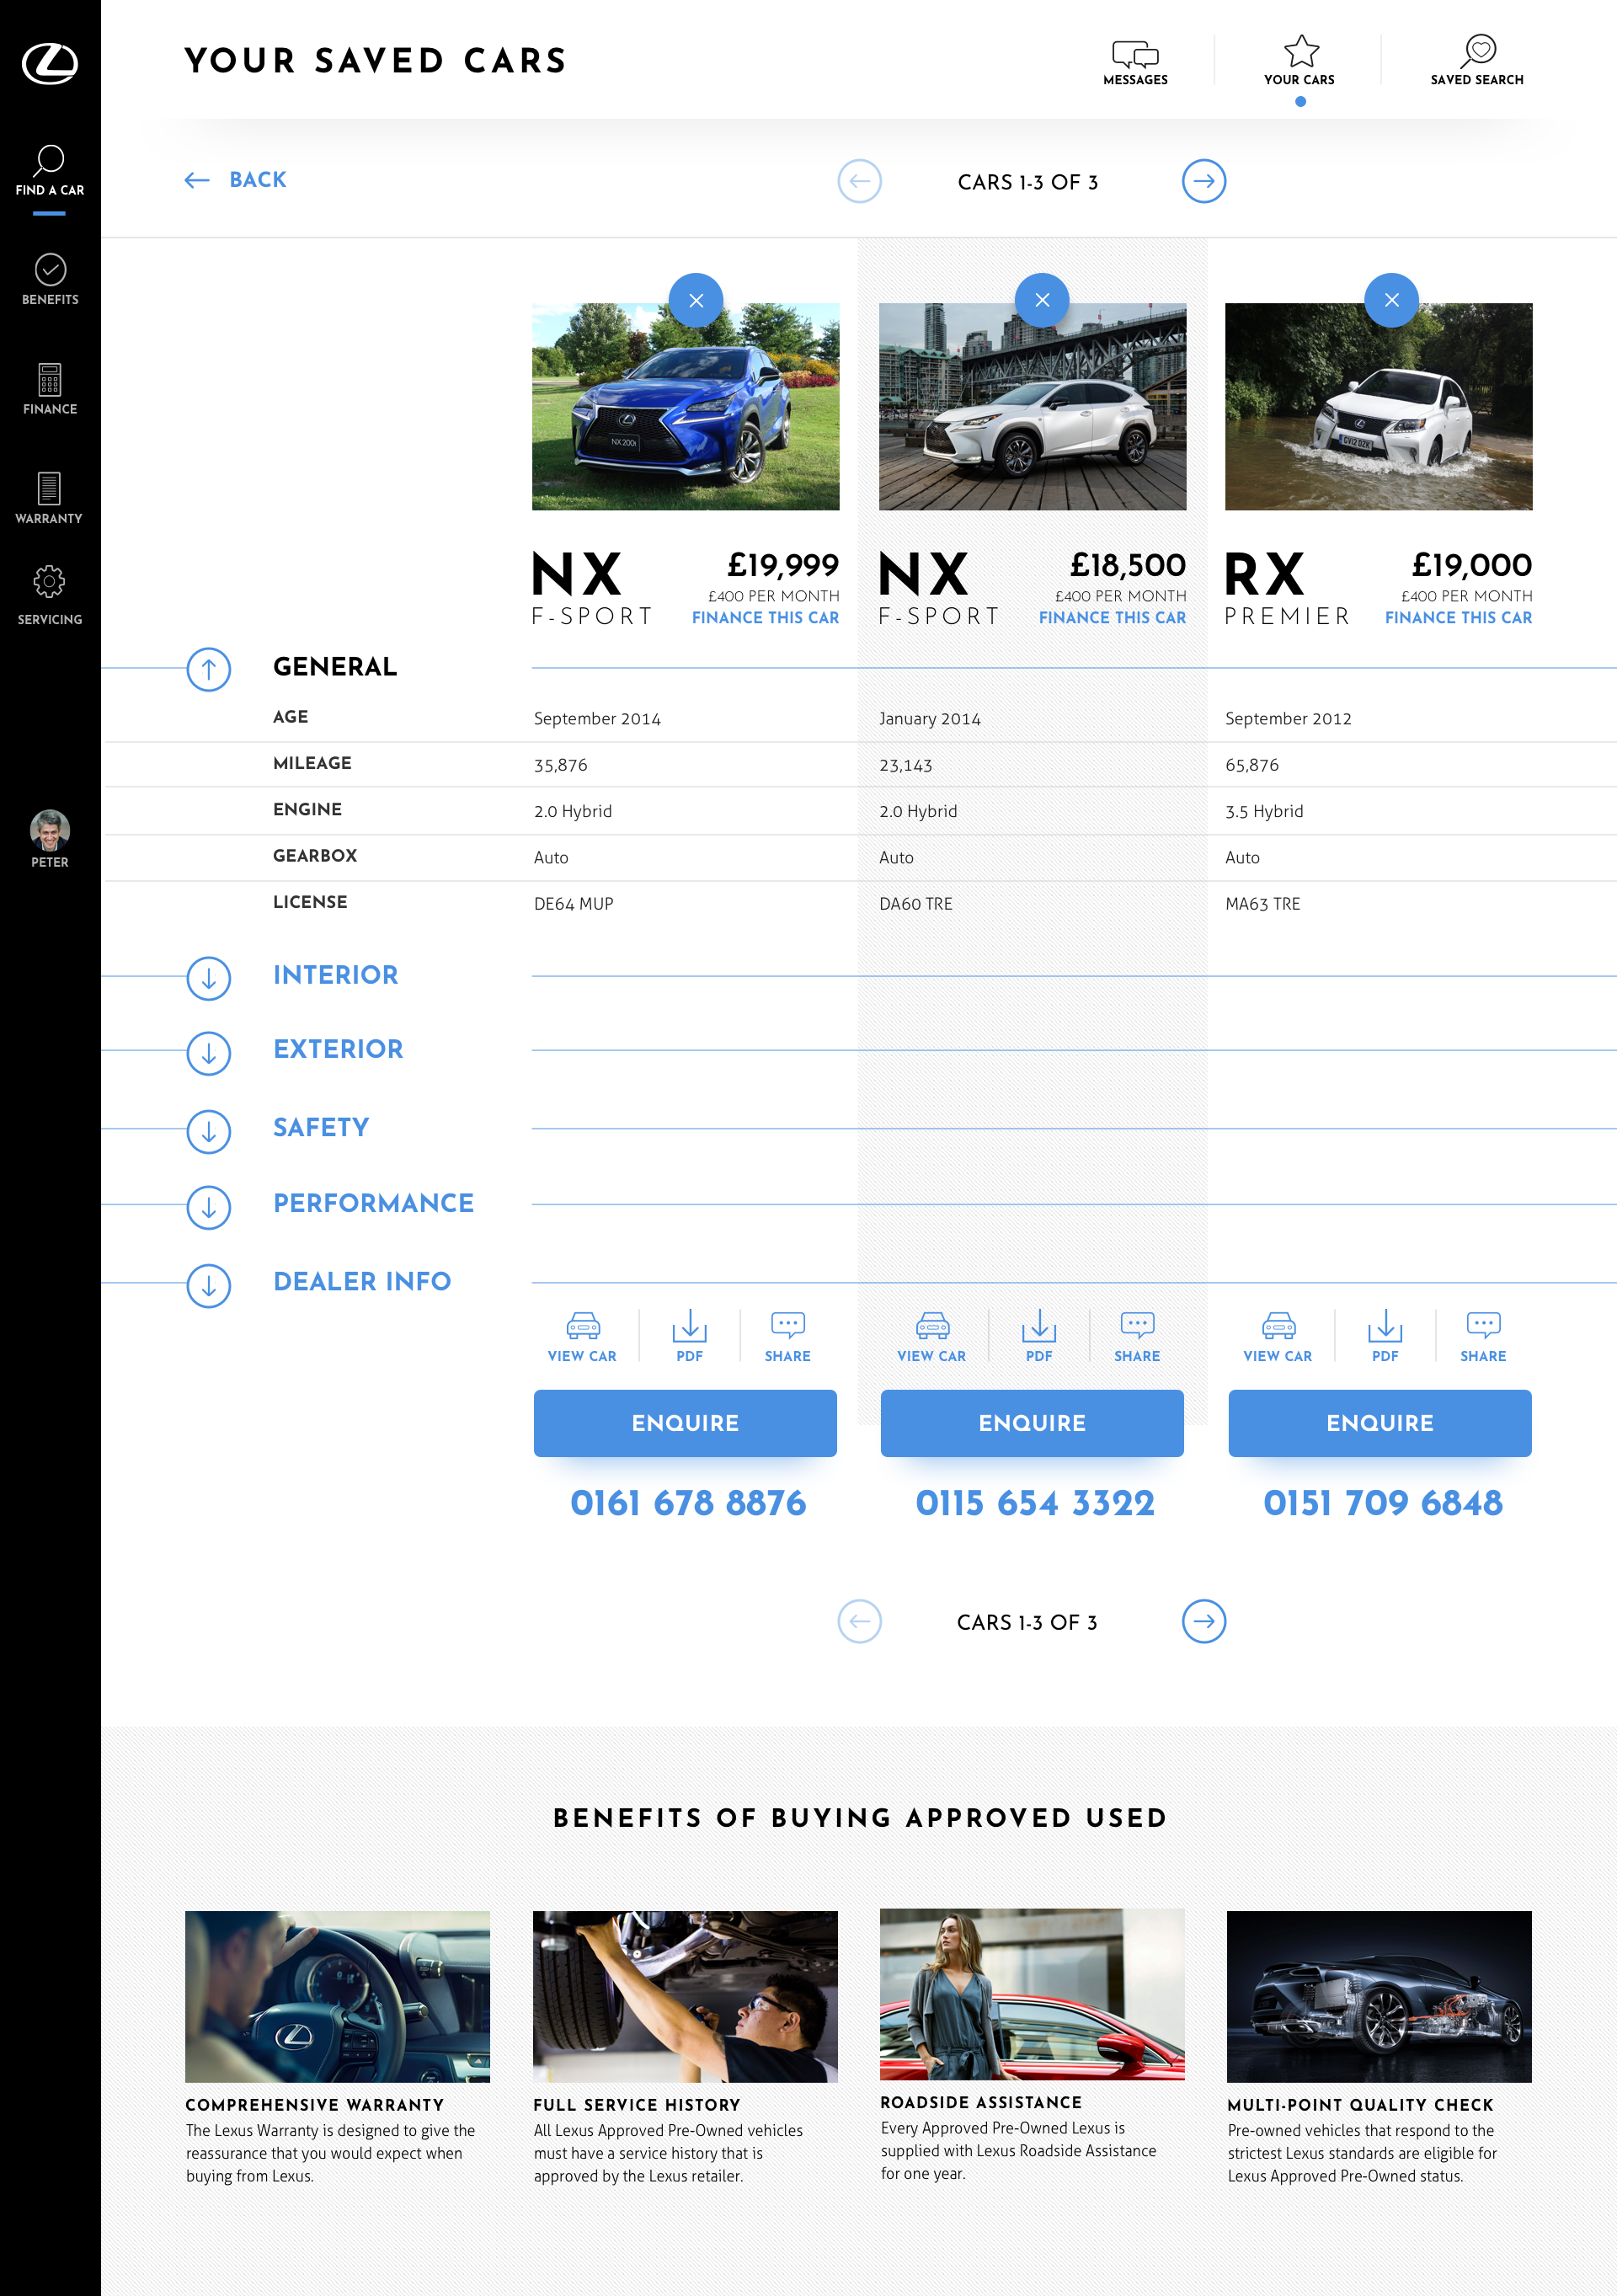 YOUR SAVED CARS
MESSAGES
YOUR CARS
SAVED SEARCH
FIND A CAR
BENEFITS
FINANCE
WARRANTY
SERVICING
PETER
BACK
CARS 1-3 OF 3
NX 200t
GV12 DZK
NX
F-SPORT
£19,999
£400 PER MONTH
FINANCE THIS CAR
NX
F-SPORT
£18,500
£400 PER MONTH
FINANCE THIS CAR
RX
PREMIER
£19,000
£400 PER MONTH
FINANCE THIS CAR
GENERAL
AGE September 2014 January 2014 September 2012
MILEAGE 35,876 23,143 65,876
ENGINE 2.0 Hybrid 2.0 Hybrid 3.5 Hybrid
GEARBOX Auto Auto Auto
LICENSE DE64 MUP DA60 TRE MA63 TRE
INTERIOR
EXTERIOR
SAFETY
PERFORMANCE
DEALER INFO
VIEW CAR PDF SHARE VIEW CAR PDF SHARE VIEW CAR PDF SHARE
ENQUIRE ENQUIRE ENQUIRE
0161 678 8876 0115 654 3322 0151 709 6848
CARS 1-3 OF 3
BENEFITS OF BUYING APPROVED USED
COMPREHENSIVE WARRANTY
The Lexus Warranty is designed to give the
reassurance that you would expect when
buying from Lexus.
FULL SERVICE HISTORY
All Lexus Approved Pre-Owned vehicles
must have a service history that is
approved by the Lexus retailer.
ROADSIDE ASSISTANCE
Every Approved Pre-Owned Lexus is
supplied with Lexus Roadside Assistance
for one year.
MULTI-POINT QUALITY CHECK
Pre-owned vehicles that respond to the
strictest Lexus standards are eligible for
Lexus Approved Pre-Owned status.